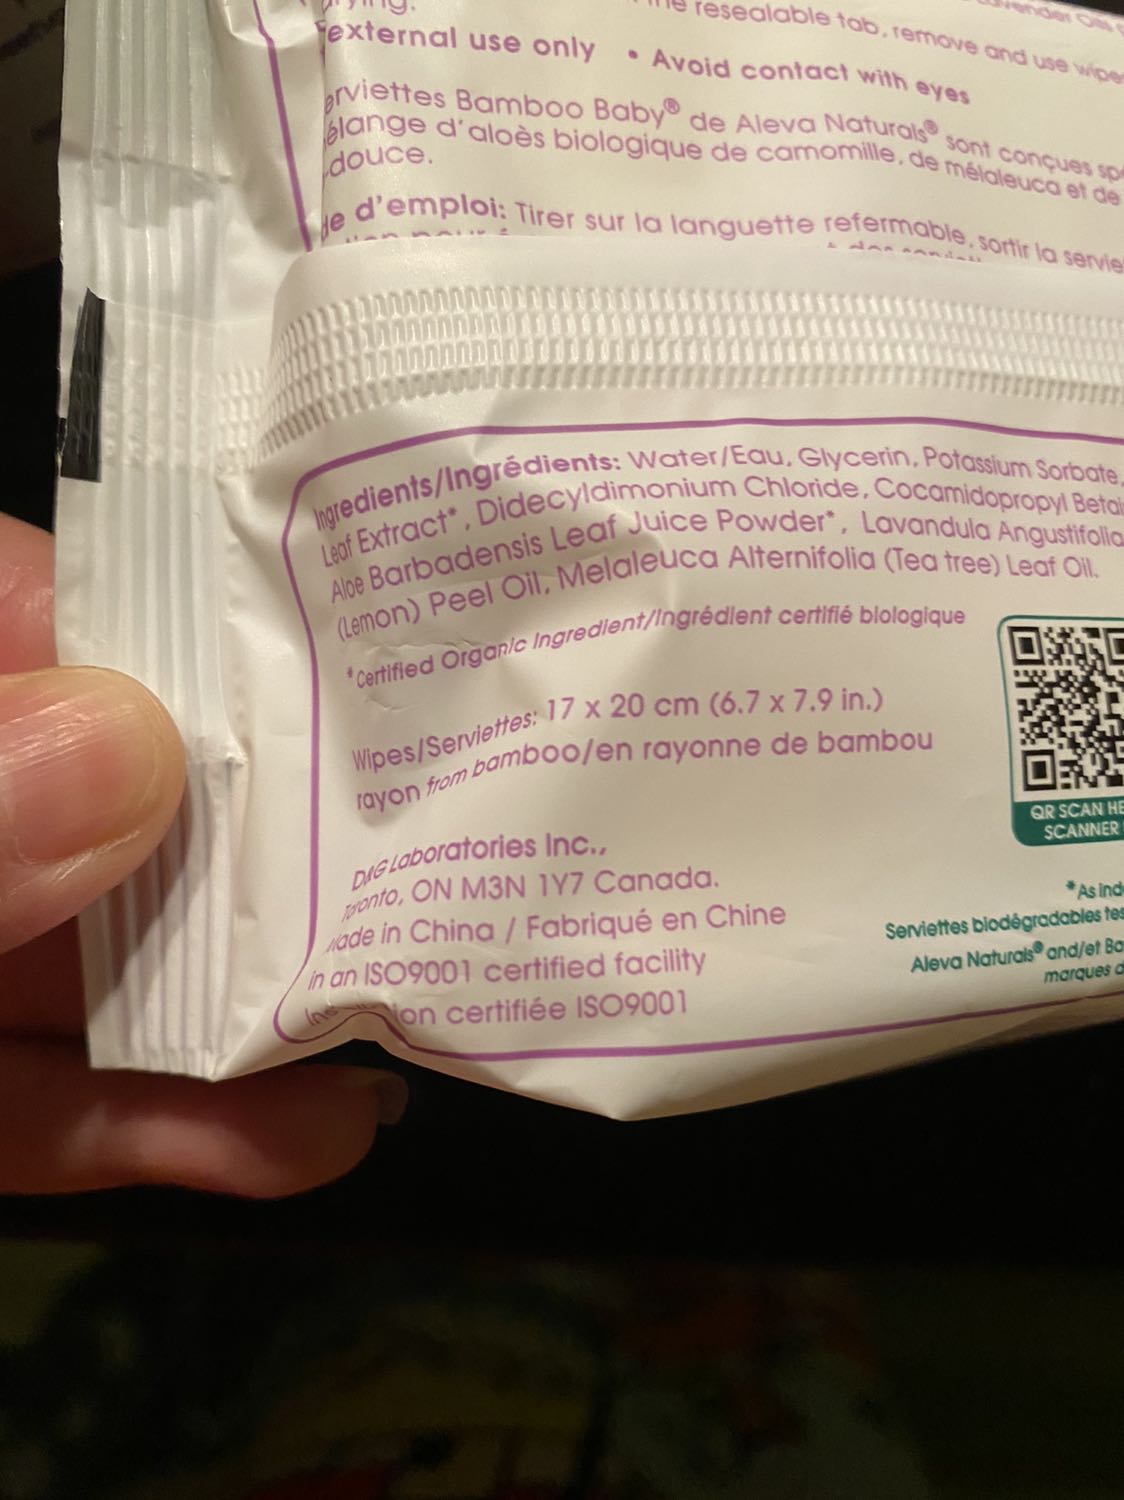 the resealable tab, remove and use
external use only • Avoid contact with eyes
Bamboo Baby® de Aleva Naturals® sont conçues
d'aloès biologique de camomille, de mélaleuca et de
douce.
d'emploi: Tirer sur la languette refermable, sortir la
Ingredients/Ingrédients: Water/Eau, Glycerin, Potassium Sorbate,
Leaf Extract*, Didecyldimonium Chloride, Cocamidopropyl
Aloe Barbadensis Leaf Juice Powder*, Lavandula Angustifolia
(Lemon) Peel Oil, Melaleuca Alternifolia (Tea tree) Leaf Oil.
*Certified Organic Ingredient/Ingrédient certifié biologique
Wipes/Serviettes: 17 x 20 cm (6.7 x 7.9 in.)
rayon from bamboo/en rayonne de bambou
QR SCAN
SCANNER
DAG Laboratories Inc.,
Toronto, ON M3N 1Y7 Canada.
Made in China / Fabriqué en Chine
in an ISO9001 certified facility
certifiée ISO9001
*As
Serviettes biodégradables
Aleva Naturals® and/et
marques